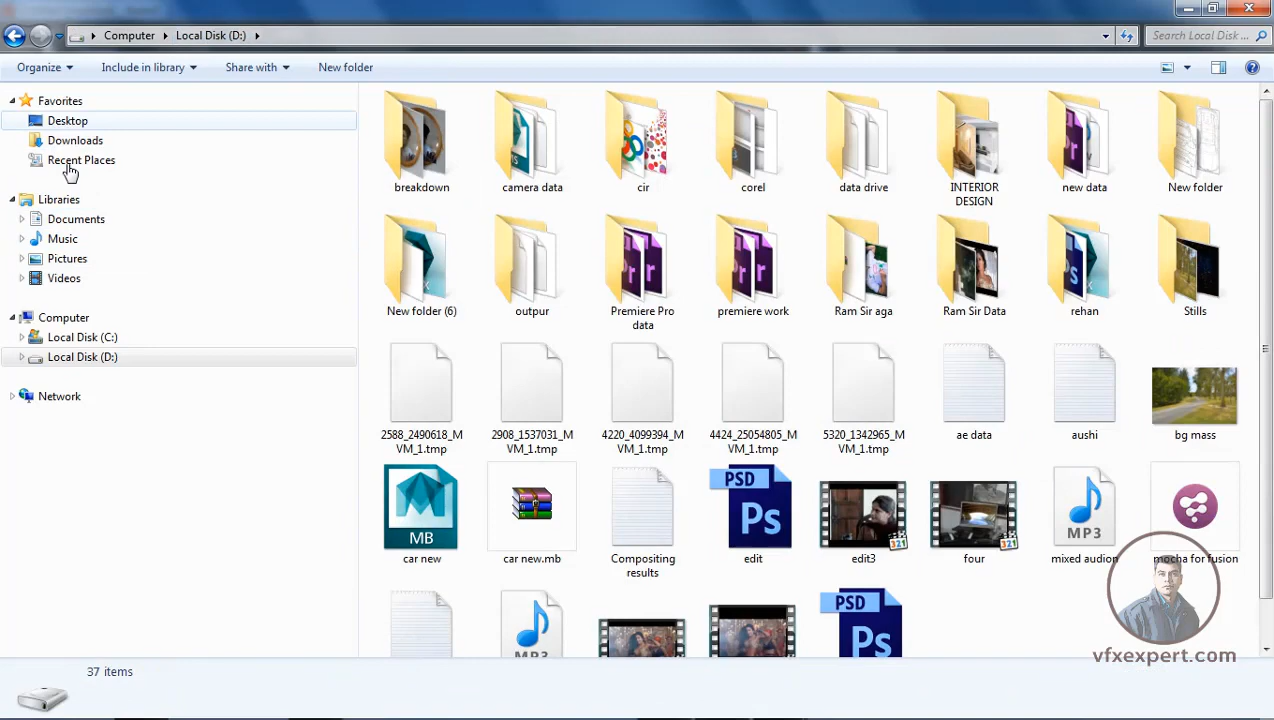 Computer Local Disk (D:) Search Local Disk ...
Organize Include in library Share with New folder
Favorites
Desktop
Downloads
Recent Places
Libraries
Documents
Music
Pictures
Videos
Computer
Local Disk (C:)
Local Disk (D:)
Network
breakdown camera data cir corel data drive INTERIOR new data New folder
DESIGN
New folder (6) outpur Premiere Pro premiere work Ram Sir aga Ram Sir Data rehan Stills
data
2588_2490618_M 2908_1537031_M 4220_4099394_M 4424_25054805_M 5320_1342965_M ae data aushi bg mass
VM_1.tmp VM_1.tmp VM_1.tmp VM_1.tmp VM_1.tmp
MB PSD Ps MP3
car new car new.mb Compositing edit edit3 four mixed audion mocha for fusion
results
MP3 PSD Ps
vfxexpert.com
37 items